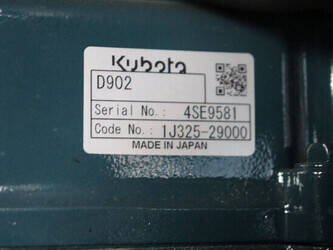 Kubota
D902
Serial No.: 4SE9581
Code No.: 1J325-29000
MADE IN JAPAN